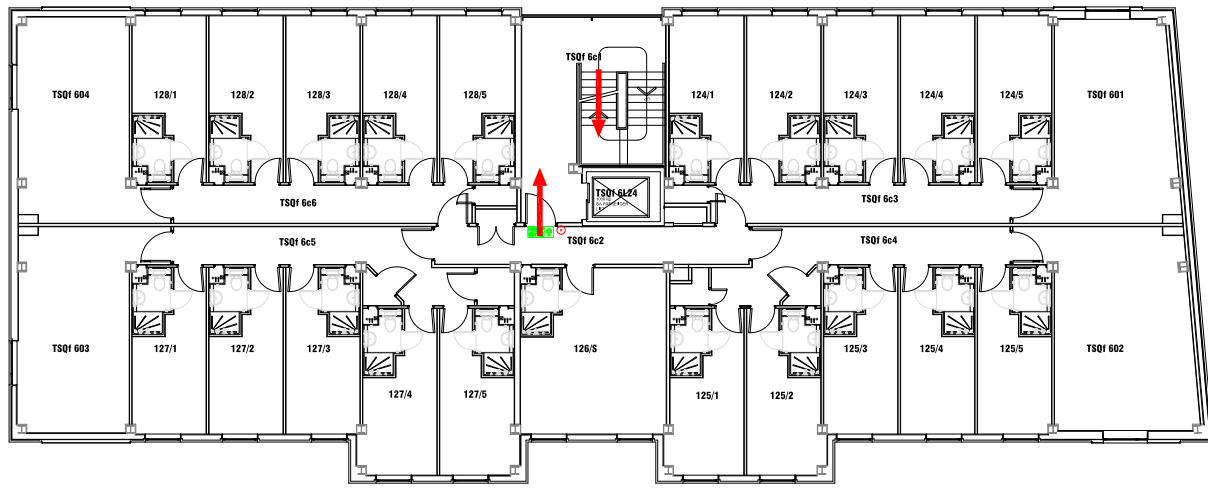 TSQf 6c1
TSQf 604
128/1
128/2
128/3
128/4
128/5
124/1
124/2
124/3
124/4
124/5
TSQf 601
TSQf 6L24
TSQf 6c6
TSQf 6c3
TSQf 6c5
TSQf 6c2
TSQf 6c4
TSQf 603
127/1
127/2
127/3
127/4
127/5
126/S
125/1
125/2
125/3
125/4
125/5
TSQf 602